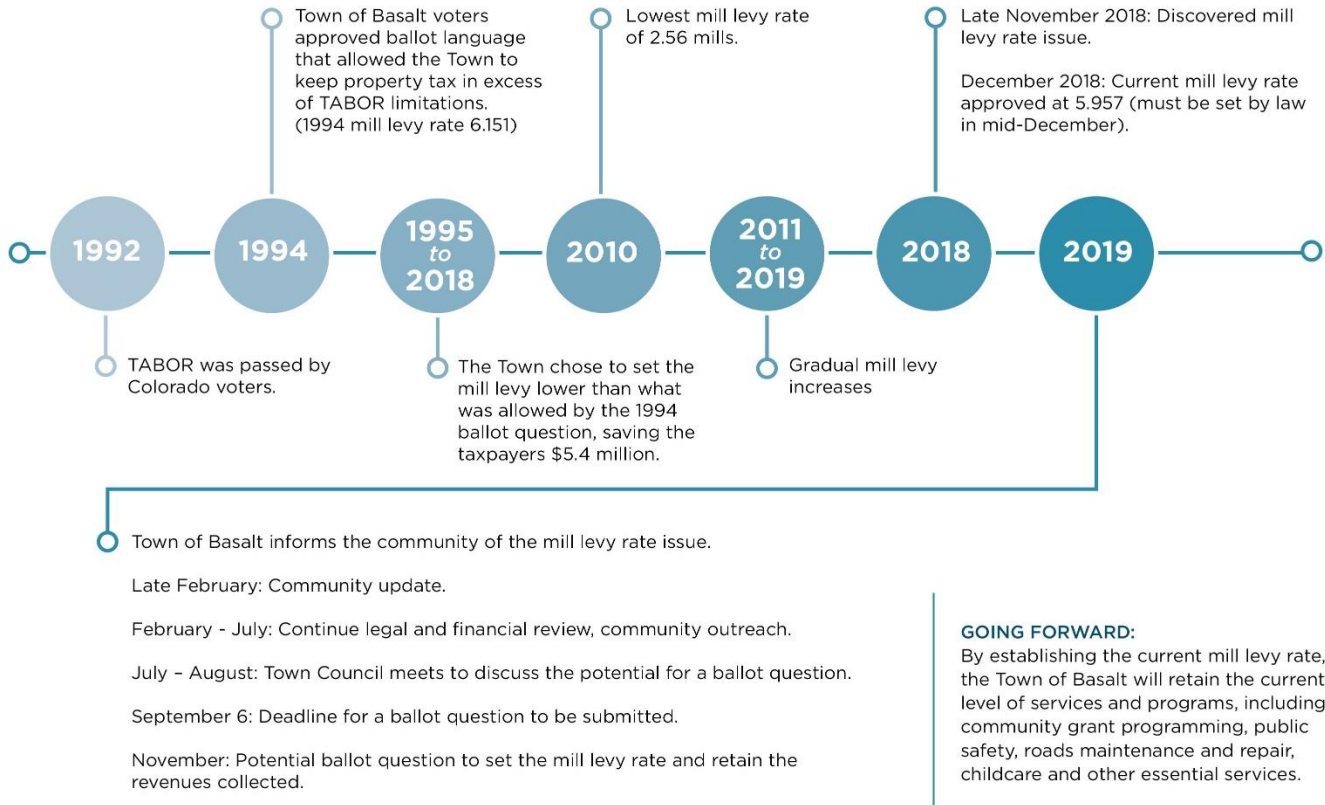 Town of Basalt voters
approved ballot language
that allowed the Town to
keep property tax in excess
of TABOR limitations.
(1994 mill levy rate 6.151)
Lowest mill levy rate
of 2.56 mills.
Late November 2018: Discovered mill
levy rate issue.
December 2018: Current mill levy rate
approved at 5.957 (must be set by law
in mid-December).
1992
1994
1995
to
2018
2010
2011
to
2019
2018
2019
TABOR was passed by
Colorado voters.
The Town chose to set the
mill levy lower than what
was allowed by the 1994
ballot question, saving the
taxpayers $5.4 million.
Gradual mill levy
increases
Town of Basalt informs the community of the mill levy rate issue.
Late February: Community update.
February - July: Continue legal and financial review, community outreach.
July – August: Town Council meets to discuss the potential for a ballot question.
September 6: Deadline for a ballot question to be submitted.
November: Potential ballot question to set the mill levy rate and retain the
revenues collected.
GOING FORWARD:
By establishing the current mill levy rate,
the Town of Basalt will retain the current
level of services and programs, including
community grant programming, public
safety, roads maintenance and repair,
childcare and other essential services.